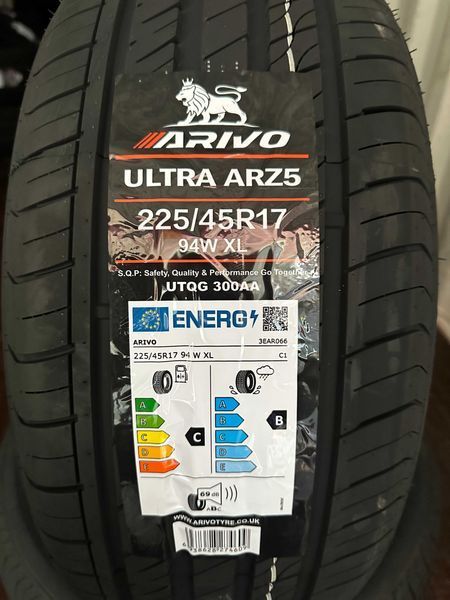 ARIVO
ULTRA ARZ5
225/45R17
94W XL
S.Q.P: Safety, Quality & Performance Go Together
UTQG 300AA
ENERG
ARIVO 3EAR066
225/45R17 94 W XL C1
A A
B B
C C C B
D D
E E
69 dB
ABC
WWW.ARIVOTYRE.CO.UK